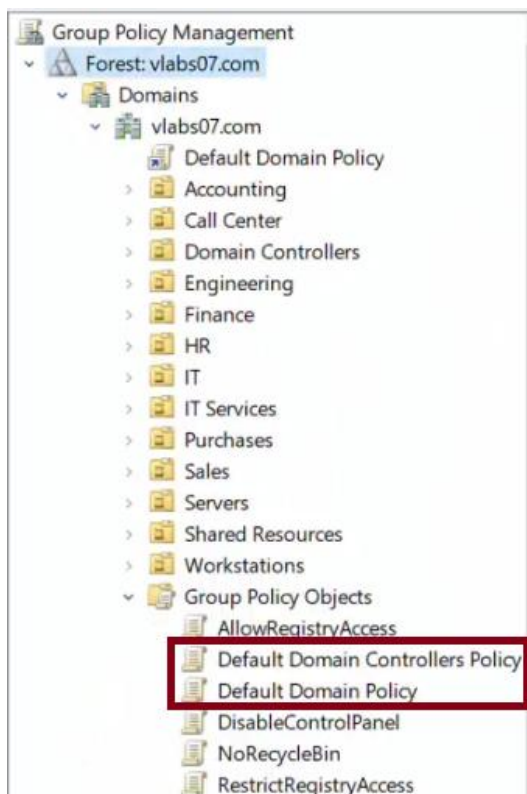 Group Policy Management
Forest: vlabs07.com
Domains
vlabs07.com
Default Domain Policy
Accounting
Call Center
Domain Controllers
Engineering
Finance
HR
IT
IT Services
Purchases
Sales
Servers
Shared Resources
Workstations
Group Policy Objects
AllowRegistryAccess
Default Domain Controllers Policy
Default Domain Policy
DisableControlPanel
NoRecycleBin
RestrictRegistryAccess